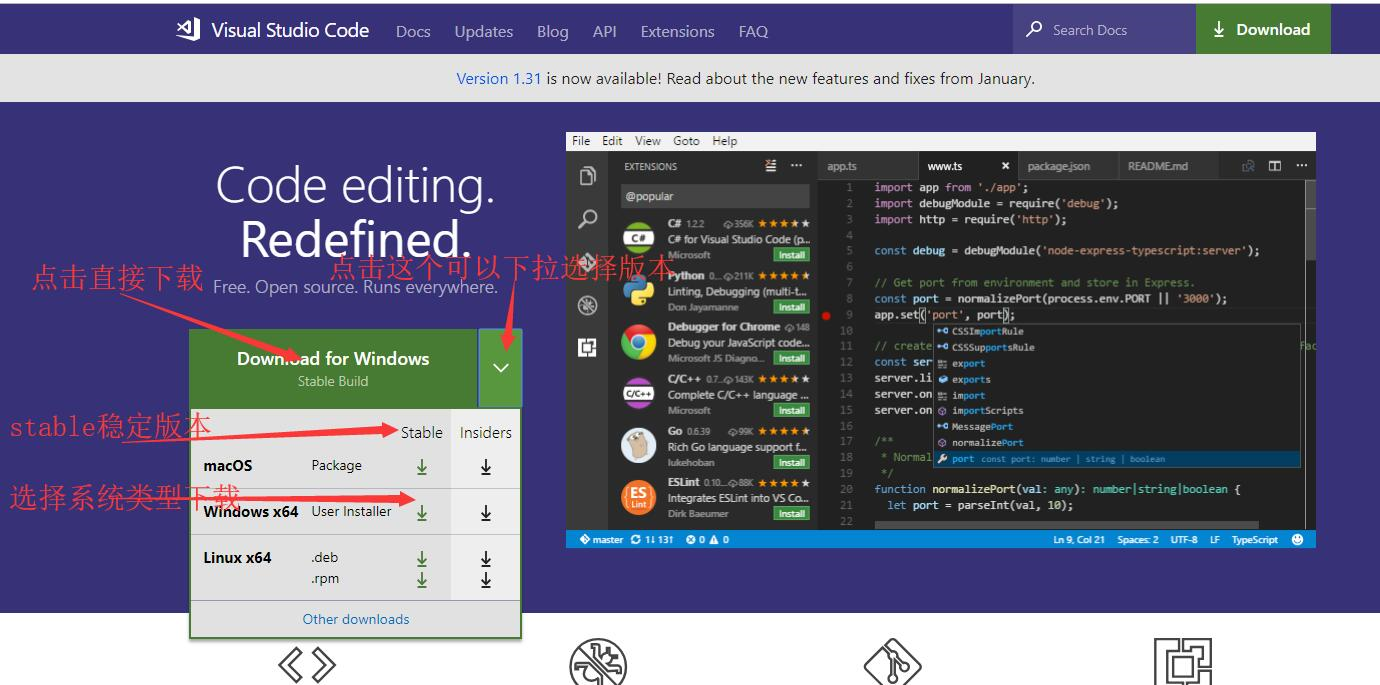 Visual Studio Code Docs Updates Blog API Extensions FAQ Search Docs Download
Version 1.31 is now available! Read about the new features and fixes from January.
Code editing.
Redefined.
点击直接下载
点击这个可以下拉选择版本
Free. Open source. Runs everywhere.
Download for Windows
Stable Build
stable稳定版本
Stable Insiders
macOS Package
选择系统类型下载
Windows x64 User Installer
Linux x64 .deb
.rpm
Other downloads
File Edit View Goto Help
EXTENSIONS
@popular
C# 1.2.2 356K
C# for Visual Studio Code (p...
Microsoft Install
Python 0.... 211K
Linting, Debugging (multi-t...
Don Jayamanne Install
Debugger for Chrome 148
Debug your JavaScript code...
Microsoft JS Diagno... Install
C/C++ 0.7... 143K
Complete C/C++ language ...
Microsoft Install
Go 0.6.39 99K
Rich Go language support f...
lukehoban Install
ESLint 0.10... 88K
Integrates ESLint into VS Co...
Dirk Baeumer Install
app.ts www.ts package.json README.md
1 import app from './app';
2 import debugModule = require('debug');
3 import http = require('http');
4
5 const debug = debugModule('node-express-typescript:server');
6
7 // Get port from environment and store in Express.
8 const port = normalizePort(process.env.PORT || '3000');
9 app.set('port', port);
10
11 // create
12 const ser
13 server.li
14 server.on
15 server.on
16
17 /**
18 * Normal
19 */
20 function normalizePort(val: any): number|string|boolean {
21 let port = parseInt(val, 10);
22
CSSImportRule
CSSSupportsRule
export
exports
import
importScripts
MessagePort
normalizePort
port const port: number | string | boolean
master 1↓ 13↑ 0 0 Ln 9, Col 21 Spaces: 2 UTF-8 LF TypeScript